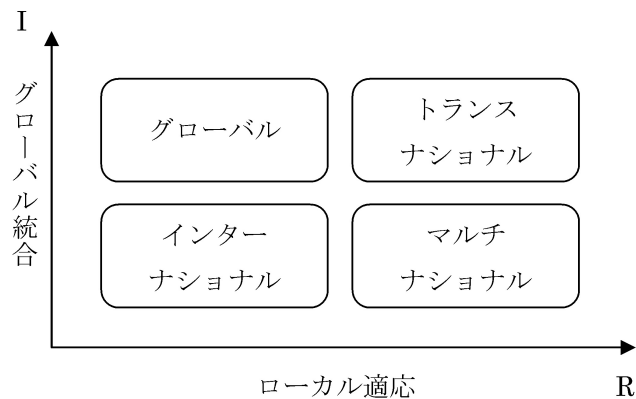 I
グローバル統合
グローバル
トランス
ナショナル
インター
ナショナル
マルチ
ナショナル
ローカル適応
R